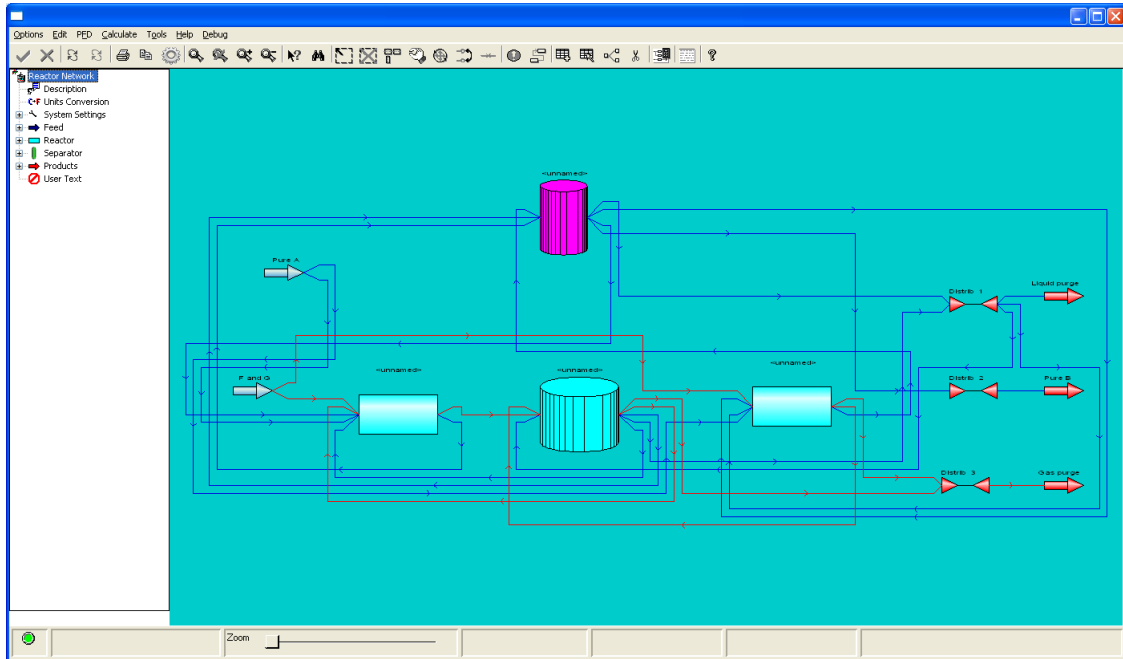 Options Edit PFD Calculate Tools Help Debug
Reactor Network
Description
C•F Units Conversion
System Settings
Feed
Reactor
Separator
Products
User Text
<unnamed>
Pure A
Distrib 1
Liquid purge
F and G
<unnamed>
<unnamed>
<unnamed>
Distrib 2
Pure B
Distrib 3
Gas purge
Zoom